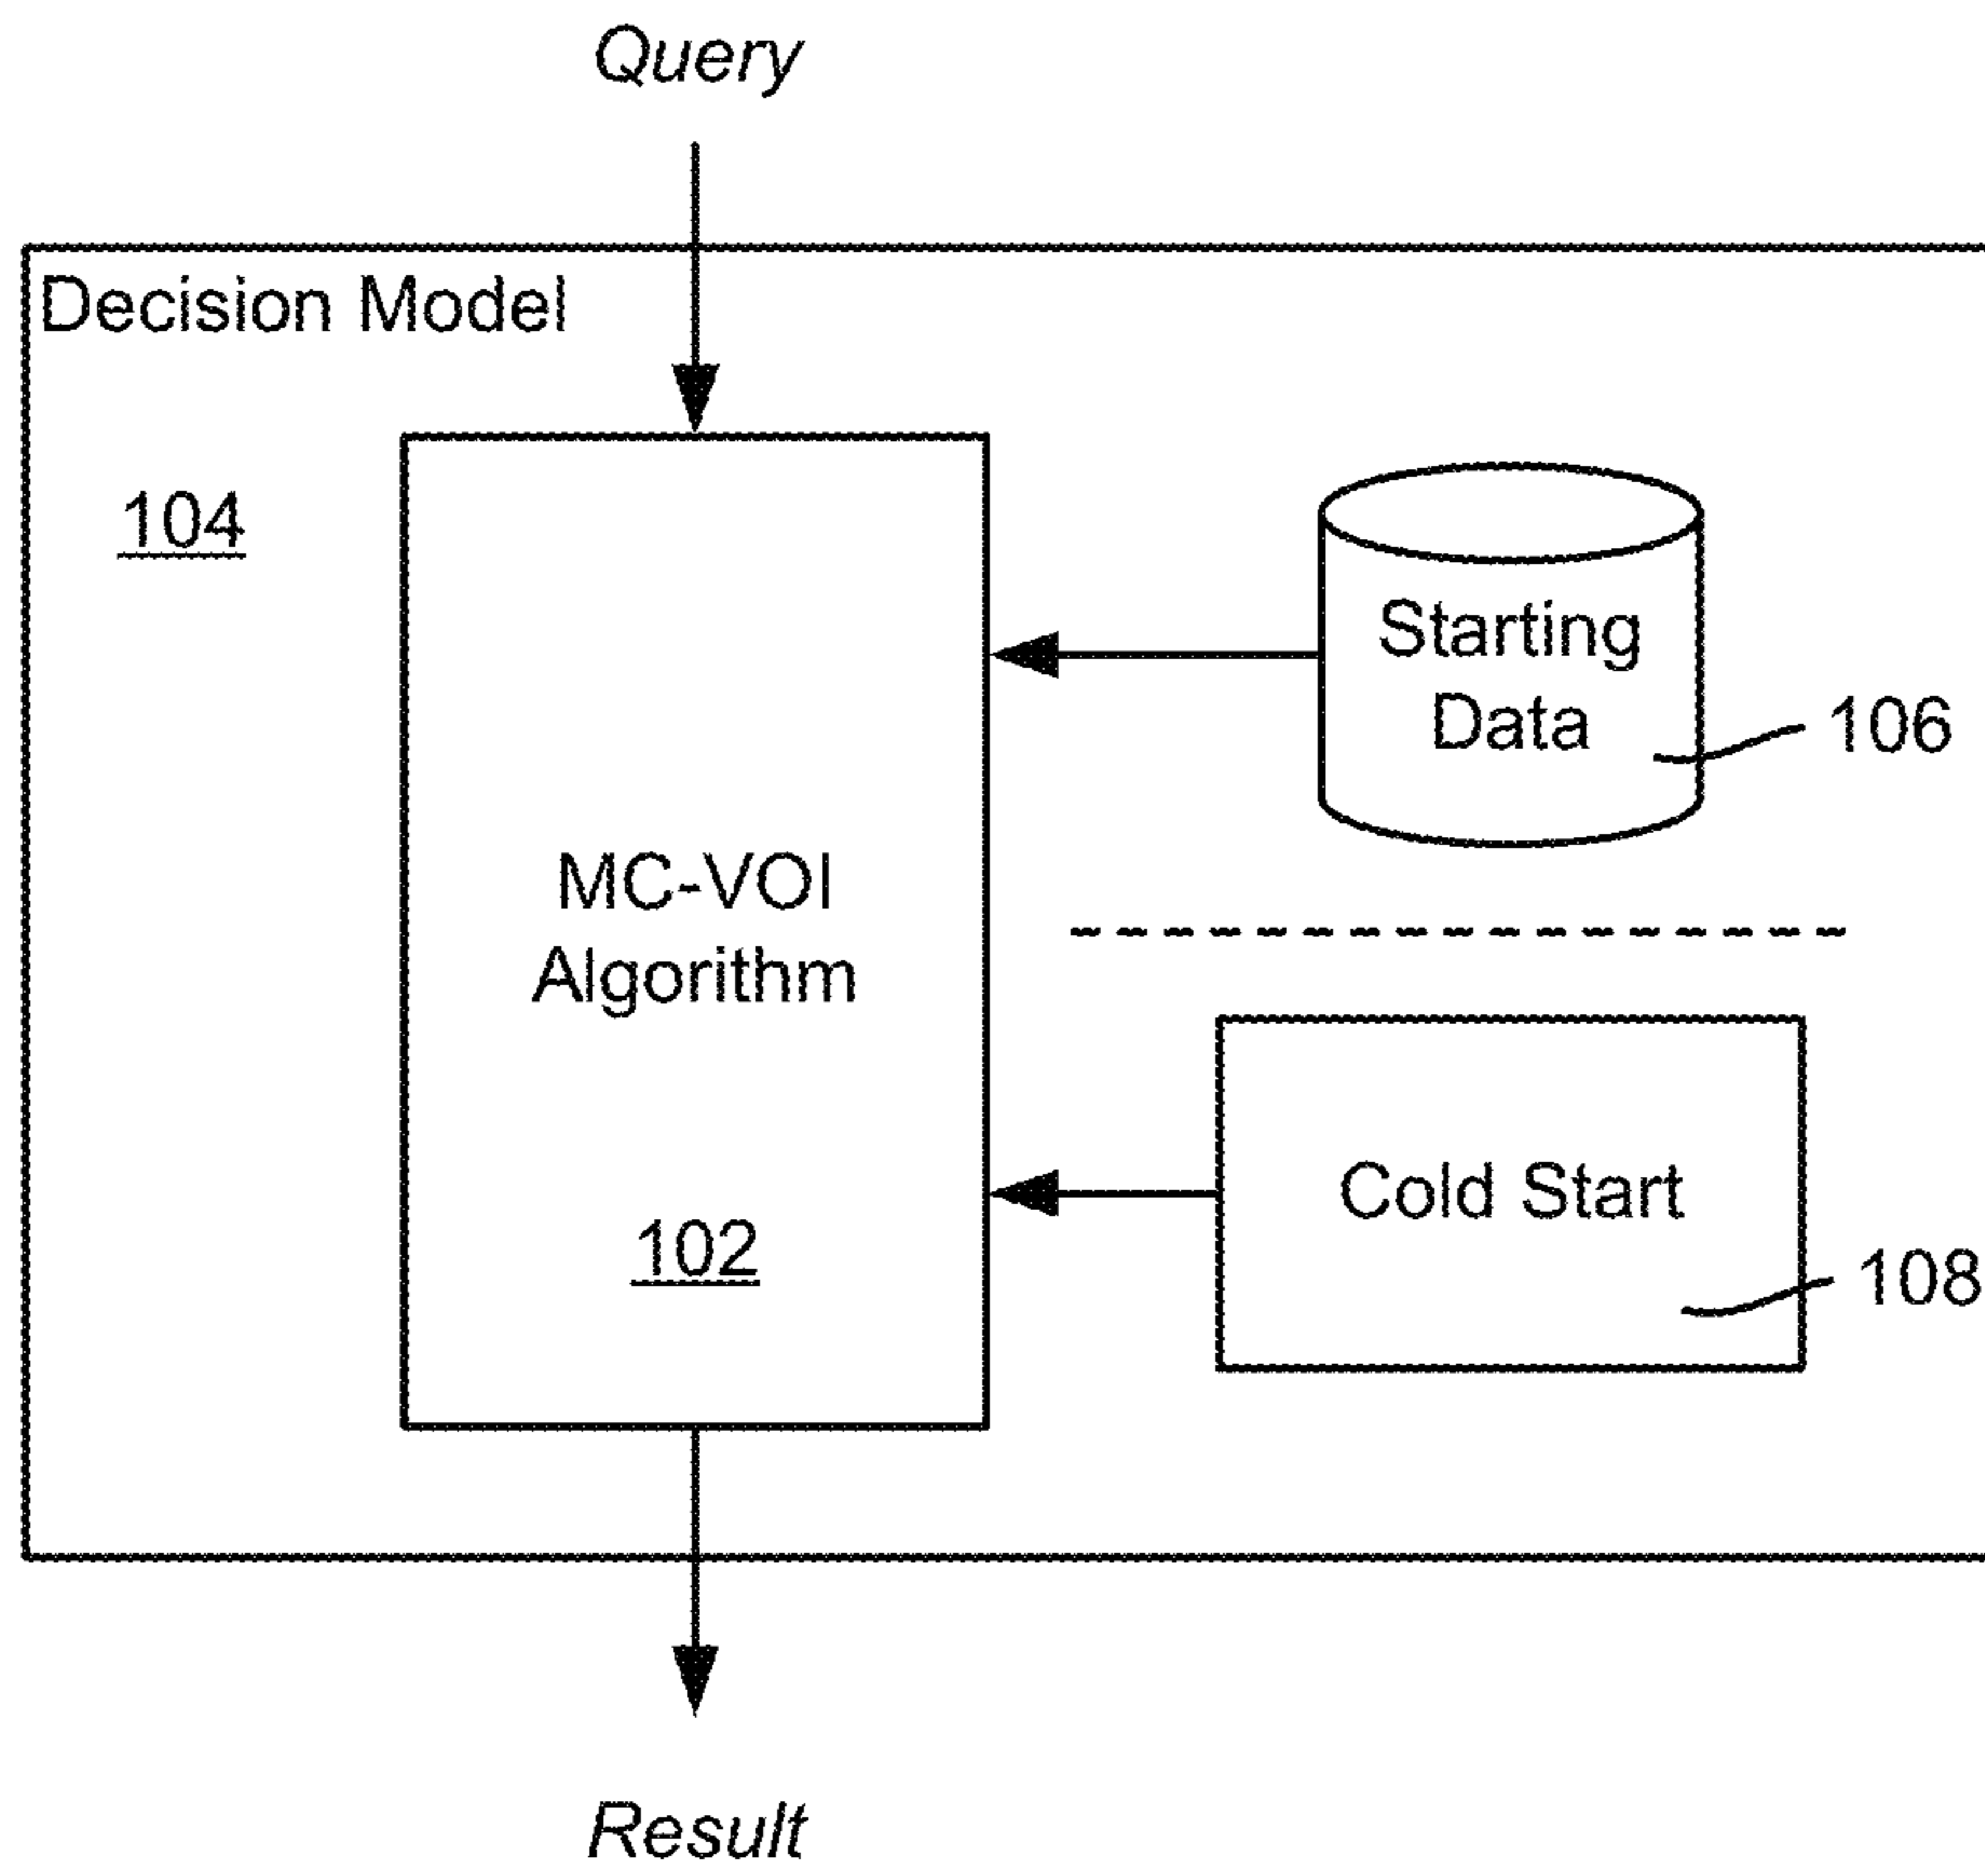 Query
Decision Model
104
Starting
Data
106
MC-VOI
Algorithm
102
Cold Start
108
Result